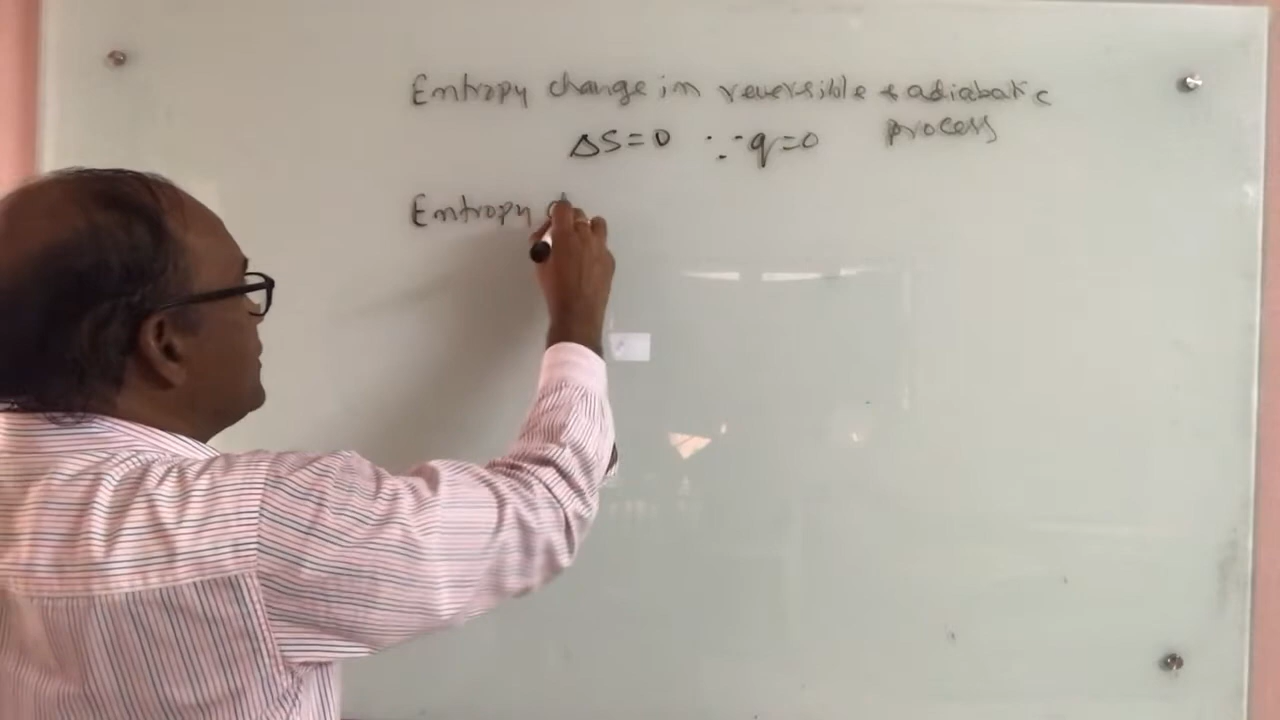 Entropy change in reversible & adiabatic
process
ΔS=0 ∵ q=0
Entropy